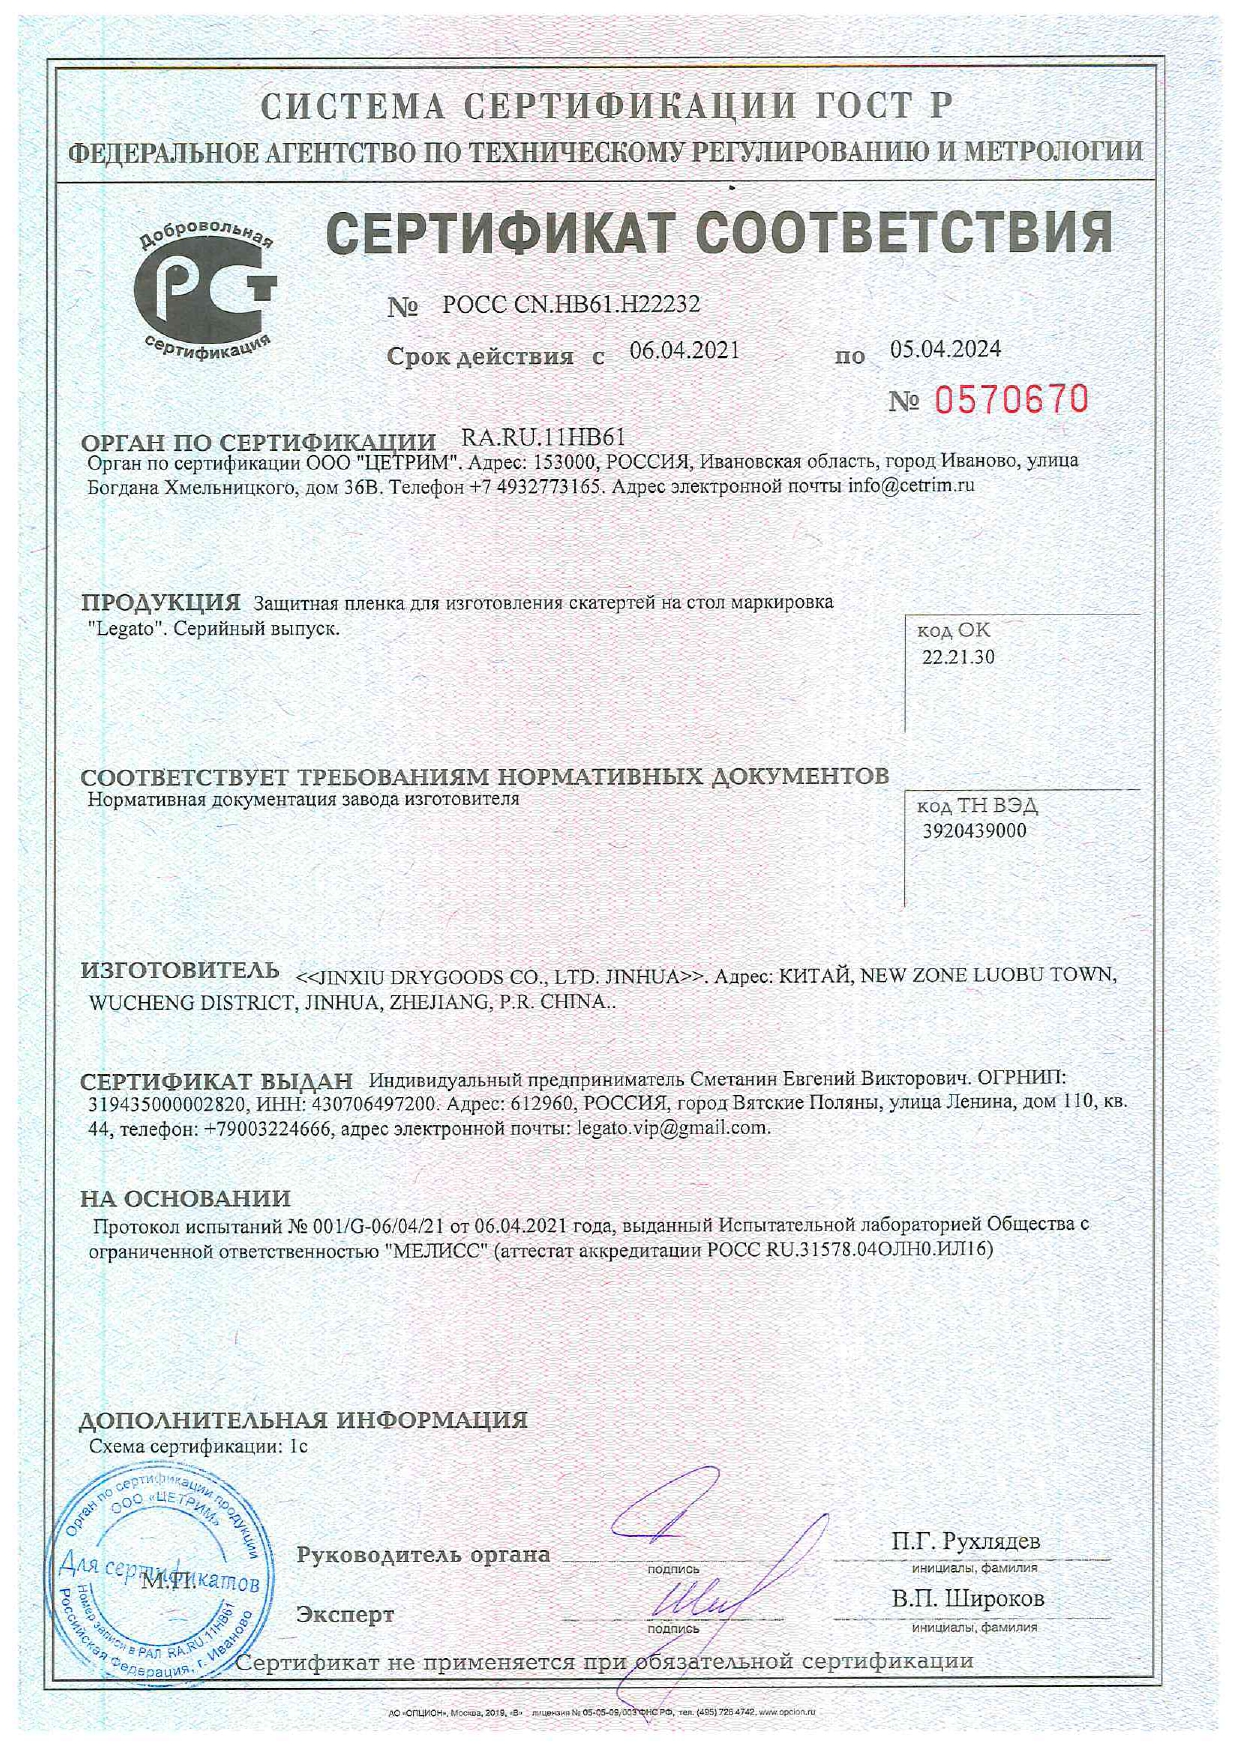 СИСТЕМА СЕРТИФИКАЦИИ ГОСТ Р
ФЕДЕРАЛЬНОЕ АГЕНТСТВО ПО ТЕХНИЧЕСКОМУ РЕГУЛИРОВАНИЮ И МЕТРОЛОГИИ
Добровольная
РСТ
сертификация
СЕРТИФИКАТ СООТВЕТСТВИЯ
№ РОСС CN.НВ61.Н22232
Срок действия с 06.04.2021 по 05.04.2024
№ 0570670
ОРГАН ПО СЕРТИФИКАЦИИ RA.RU.11НВ61
Орган по сертификации ООО "ЦЕТРИМ". Адрес: 153000, РОССИЯ, Ивановская область, город Иваново, улица
Богдана Хмельницкого, дом 36В. Телефон +7 4932773165. Адрес электронной почты info@cetrim.ru
ПРОДУКЦИЯ Защитная пленка для изготовления скатертей на стол маркировка
"Legato". Серийный выпуск.
код ОК
22.21.30
СООТВЕТСТВУЕТ ТРЕБОВАНИЯМ НОРМАТИВНЫХ ДОКУМЕНТОВ
Нормативная документация завода изготовителя
код ТН ВЭД
3920439000
ИЗГОТОВИТЕЛЬ <<JINXIU DRYGOODS CO., LTD. JINHUA>>. Адрес: КИТАЙ, NEW ZONE LUOBU TOWN,
WUCHENG DISTRICT, JINHUA, ZHEJIANG, P.R. CHINA..
СЕРТИФИКАТ ВЫДАН Индивидуальный предприниматель Сметанин Евгений Викторович. ОГРНИП:
319435000002820, ИНН: 430706497200. Адрес: 612960, РОССИЯ, город Вятские Поляны, улица Ленина, дом 110, кв.
44, телефон: +79003224666, адрес электронной почты: legato.vip@gmail.com.
НА ОСНОВАНИИ
Протокол испытаний № 001/G-06/04/21 от 06.04.2021 года, выданный Испытательной лабораторией Общества с
ограниченной ответственностью "МЕЛИСС" (аттестат аккредитации РОСС RU.31578.04ОЛН0.ИЛ16)
ДОПОЛНИТЕЛЬНАЯ ИНФОРМАЦИЯ
Схема сертификации: 1с
Орган по сертификации продукции
ООО «ЦЕТРИМ»
Для сертификатов
М.П.
Номер записи в РАЛ RA.RU.11НВ61
Российская Федерация, г. Иваново
Руководитель органа
подпись
П.Г. Рухлядев
инициалы, фамилия
Эксперт
подпись
В.П. Широков
инициалы, фамилия
Сертификат не применяется при обязательной сертификации
АО «ОПЦИОН», Москва, 2019, «В» лицензия № 05-05-09/003 ФНС РФ, тел. (495) 726 4742, www.opcion.ru